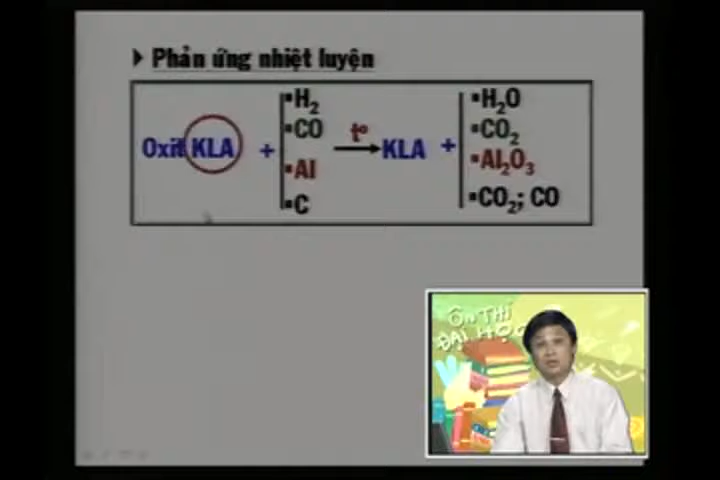 Phản ứng nhiệt luyện
Oxit KLA + H₂ CO Al C t° → KLA + H₂O CO₂ Al₂O₃ CO₂; CO
ÔN THI
ĐẠI HỌC